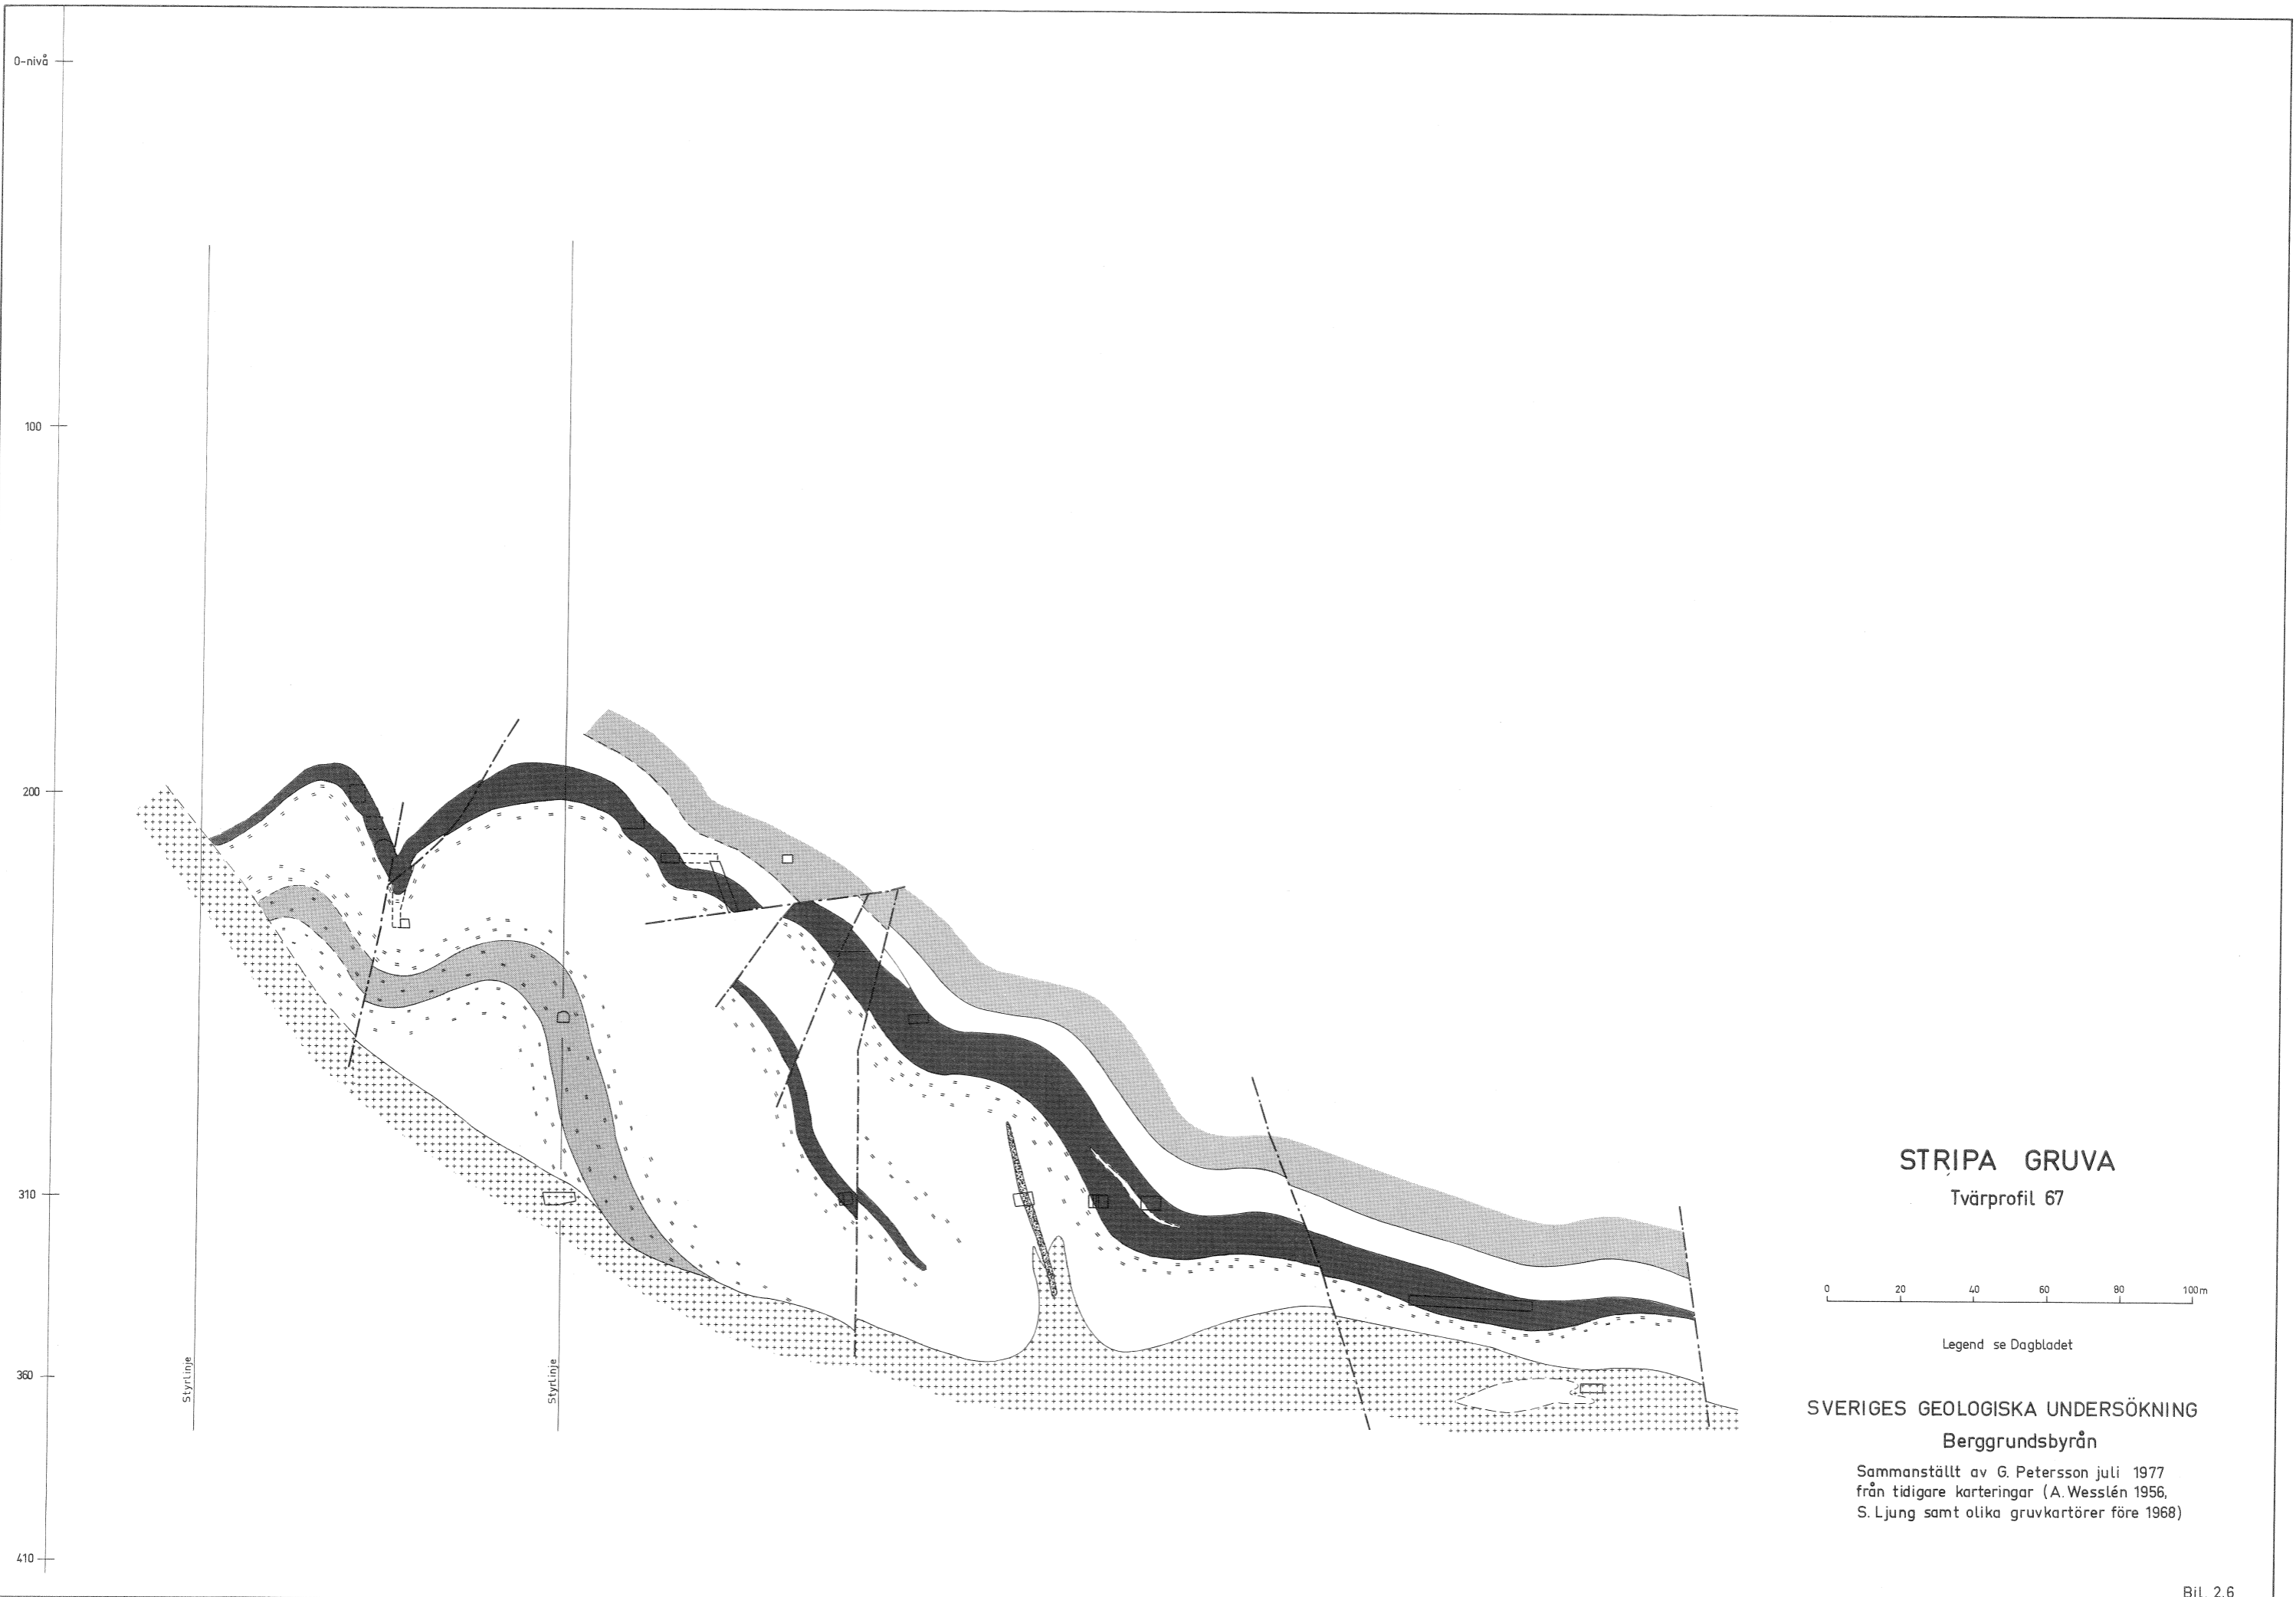 0-nivå
100
200
310
360
410
Styrlinje
Styrlinje
STRIPA GRUVA
Tvärprofil 67
0 20 40 60 80 100m
Legend se Dagbladet
SVERIGES GEOLOGISKA UNDERSÖKNING
Berggrundsbyrån
Sammanställt av G. Petersson juli 1977
från tidigare karteringar (A. Wesslén 1956,
S. Ljung samt olika gruvkartörer före 1968)
Bil. 2.6